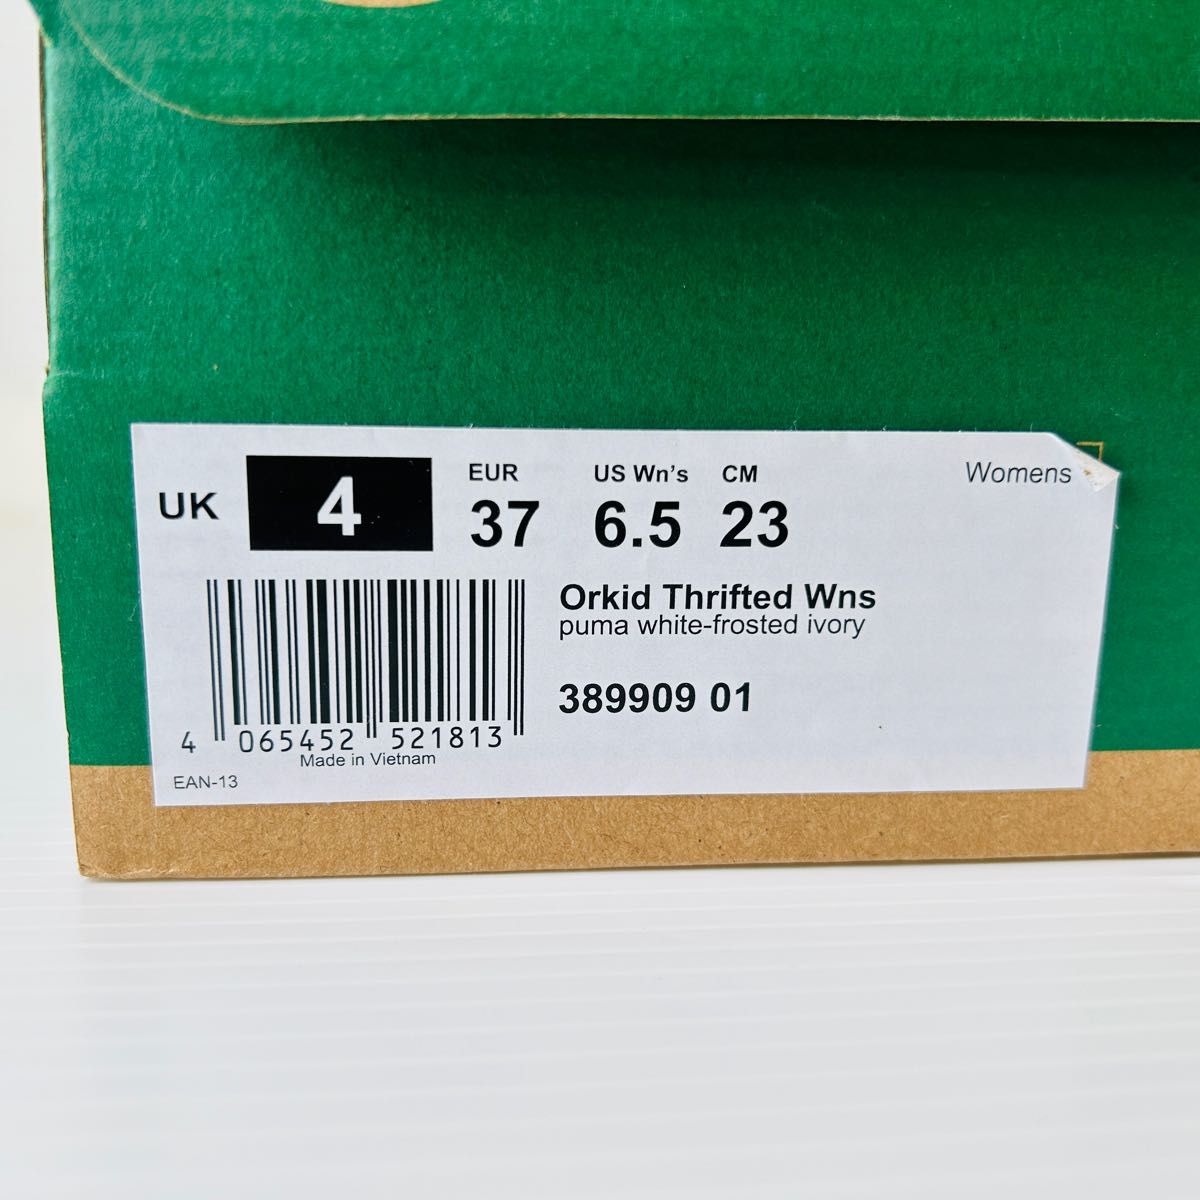 UK 4 EUR 37 US Wn's 6.5 CM 23 Womens
Orkid Thrifted Wns
puma white-frosted ivory
389909 01
4 065452 521813
Made in Vietnam
EAN-13